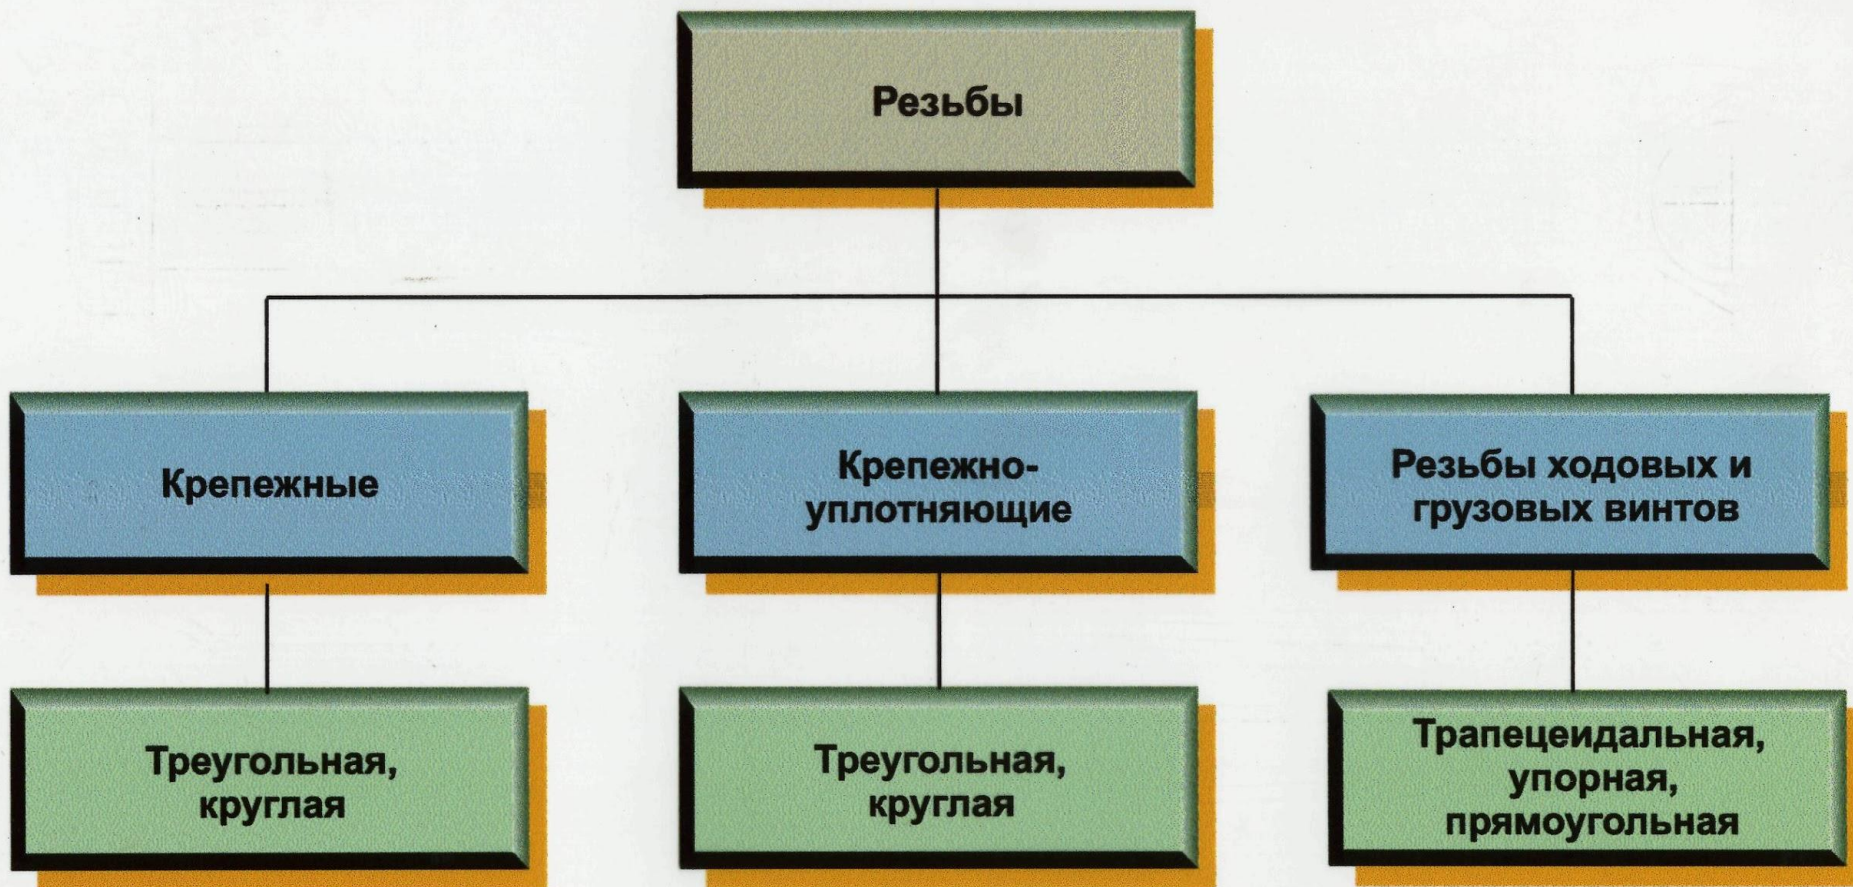 Резьбы
Крепежные
Крепежно-
уплотняющие
Резьбы ходовых и
грузовых винтов
Треугольная,
круглая
Треугольная,
круглая
Трапецеидальная,
упорная,
прямоугольная